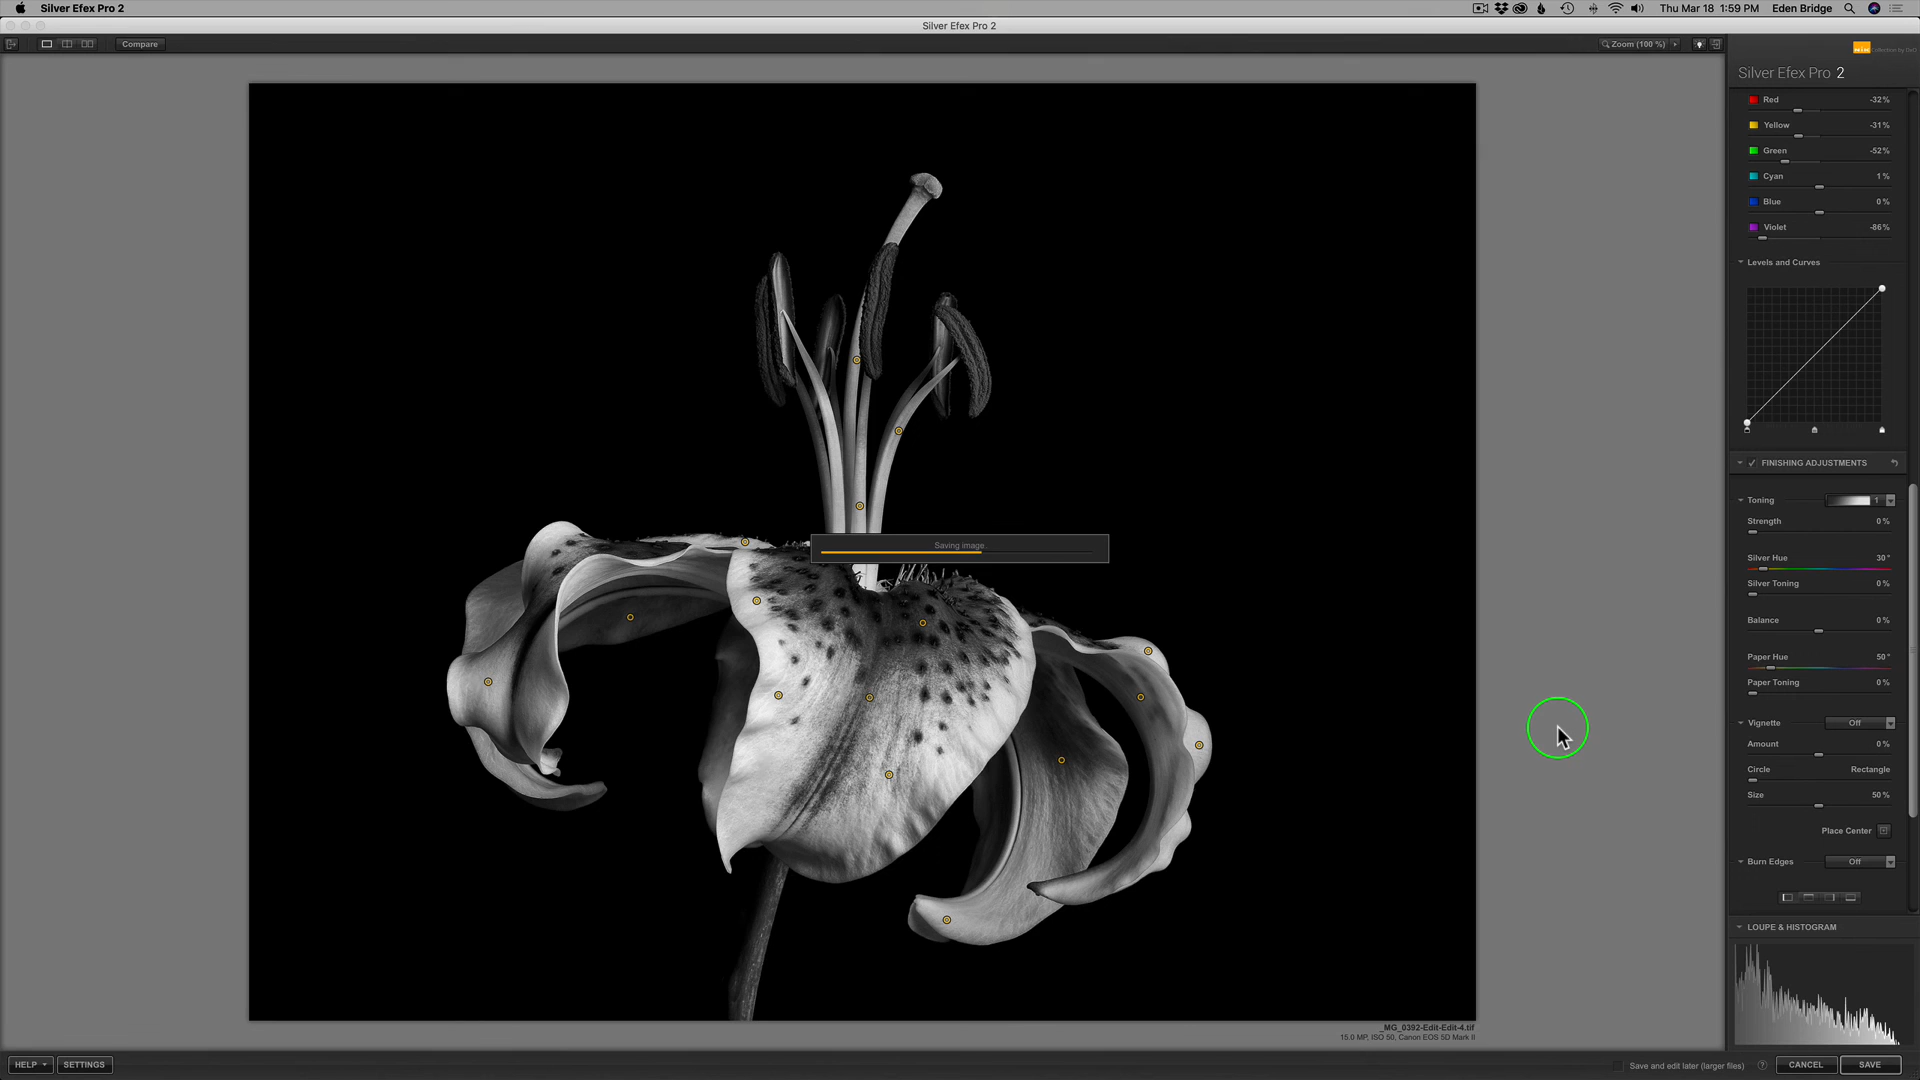 Silver Efex Pro 2
Thu Mar 18 1:59 PM
Eden Bridge
Silver Efex Pro 2
Compare
Zoom (100 %)
Collection by DxO
Silver Efex Pro 2
Red -32%
Yellow -31%
Green -52%
Cyan 1%
Blue 0%
Violet -86%
Levels and Curves
FINISHING ADJUSTMENTS
Toning 1
Strength 0%
Silver Hue 30°
Silver Toning 0%
Balance 0%
Paper Hue 50°
Paper Toning 0%
Vignette Off
Amount 0%
Circle Rectangle
Size 50%
Place Center
Burn Edges Off
LOUPE & HISTOGRAM
Saving image...
_MG_0392-Edit-Edit-4.tif
15.0 MP, ISO 50, Canon EOS 5D Mark II
HELP
SETTINGS
Save and edit later (larger files)
?
CANCEL
SAVE